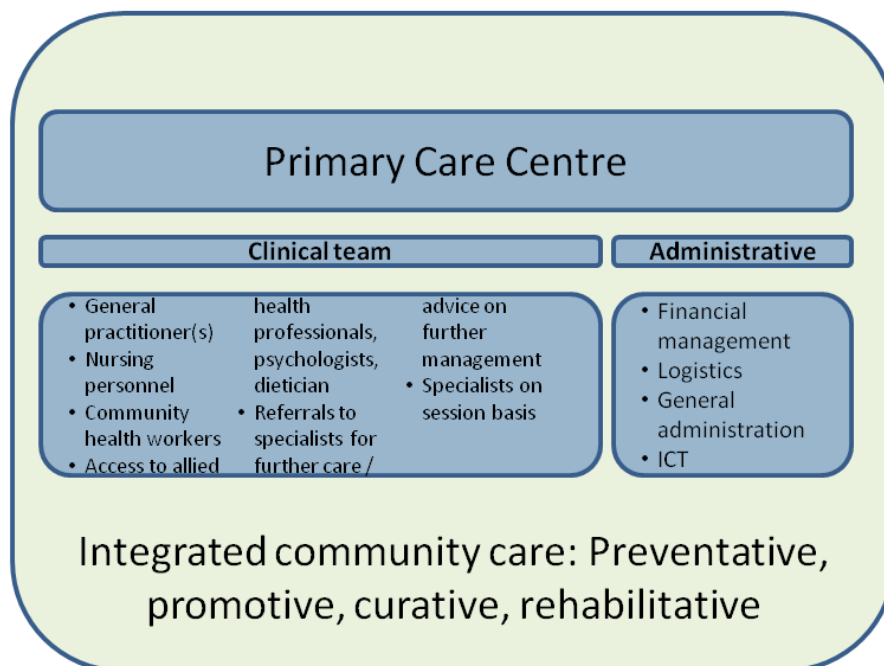 Primary Care Centre
Clinical team
Administrative
• General
practitioner(s)
• Nursing
personnel
• Community
health workers
• Access to allied
health
professionals,
psychologists,
dietician
• Referrals to
specialists for
further care /
advice on
further
management
• Specialists on
session basis
• Financial
management
• Logistics
• General
administration
• ICT
Integrated community care: Preventative,
promotive, curative, rehabilitative